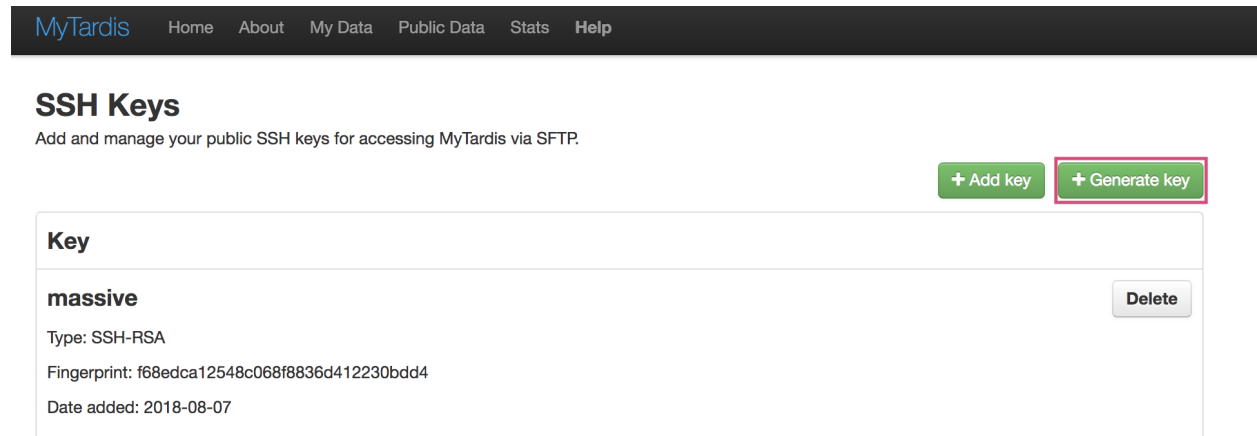 MyTardis Home About My Data Public Data Stats Help
SSH Keys
Add and manage your public SSH keys for accessing MyTardis via SFTP.
+ Add key + Generate key
Key
massive Delete
Type: SSH-RSA
Fingerprint: f68edca12548c068f8836d412230bdd4
Date added: 2018-08-07